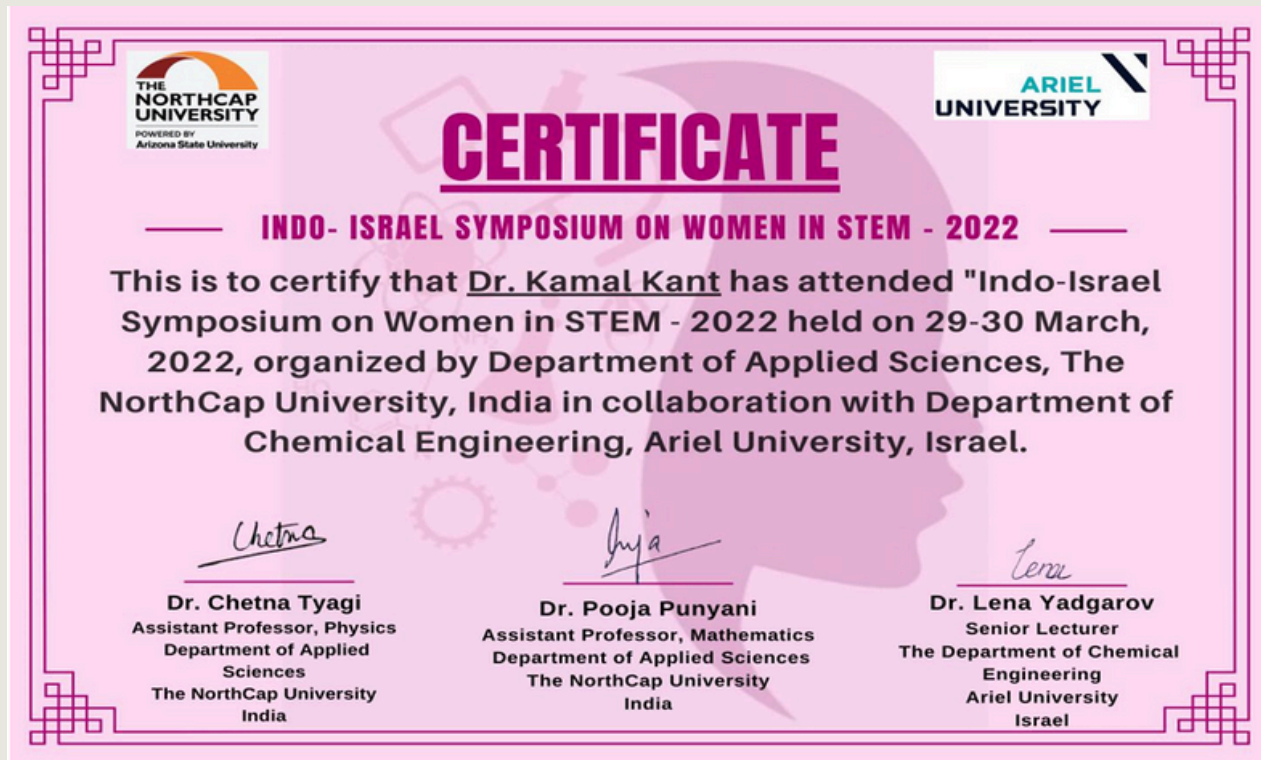 THE
NORTHCAP
UNIVERSITY
POWERED BY
Arizona State University
ARIEL
UNIVERSITY
CERTIFICATE
INDO- ISRAEL SYMPOSIUM ON WOMEN IN STEM - 2022
This is to certify that Dr. Kamal Kant has attended "Indo-Israel
Symposium on Women in STEM - 2022 held on 29-30 March,
2022, organized by Department of Applied Sciences, The
NorthCap University, India in collaboration with Department of
Chemical Engineering, Ariel University, Israel.
Chetna
Lena
Dr. Chetna Tyagi
Assistant Professor, Physics
Department of Applied
Sciences
The NorthCap University
India
Dr. Pooja Punyani
Assistant Professor, Mathematics
Department of Applied Sciences
The NorthCap University
India
Dr. Lena Yadgarov
Senior Lecturer
The Department of Chemical
Engineering
Ariel University
Israel